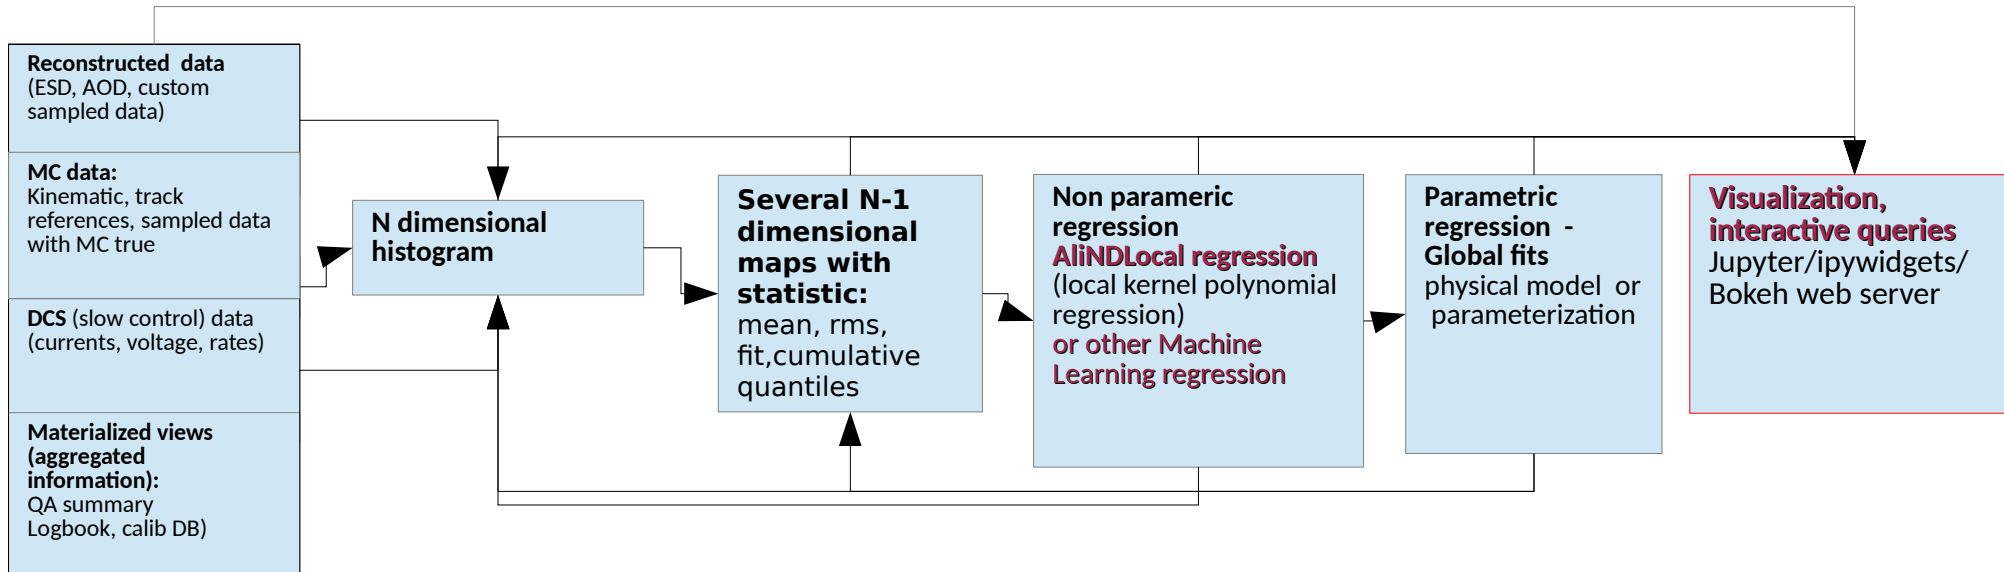 Reconstructed data
(ESD, AOD, custom
sampled data)
MC data:
Kinematic, track
references, sampled data
with MC true
DCS (slow control) data
(currents, voltage, rates)
Materialized views
(aggregated
information):
QA summary
Logbook, calib DB)
N dimensional
histogram
Several N-1
dimensional
maps with
statistic:
mean, rms,
fit,cumulative
quantiles
Non parameric
regression
AliNDLocal regression
(local kernel polynomial
regression)
or other Machine
Learning regression
Parametric
regression -
Global fits
physical model or
parameterization
Visualization,
interactive queries
Jupyter/ipywidgets/
Bokeh web server